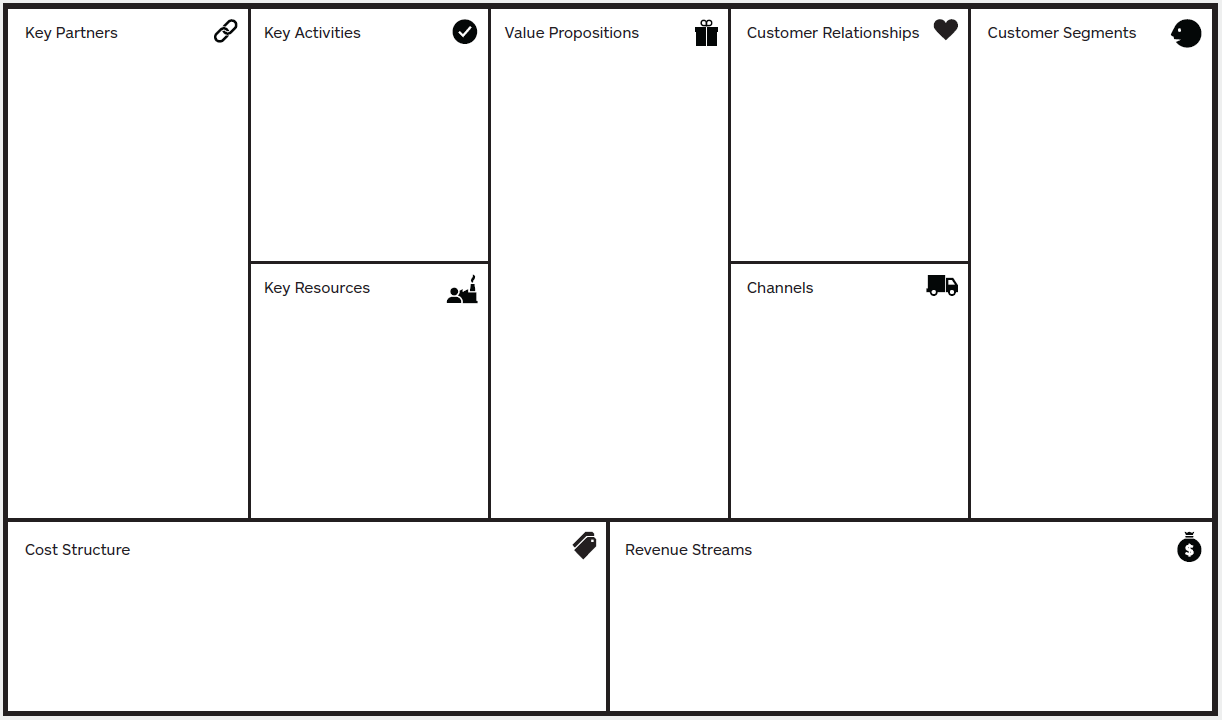 Key Partners
Key Activities
Value Propositions
Customer Relationships
Customer Segments
Key Resources
Channels
Cost Structure
Revenue Streams
$